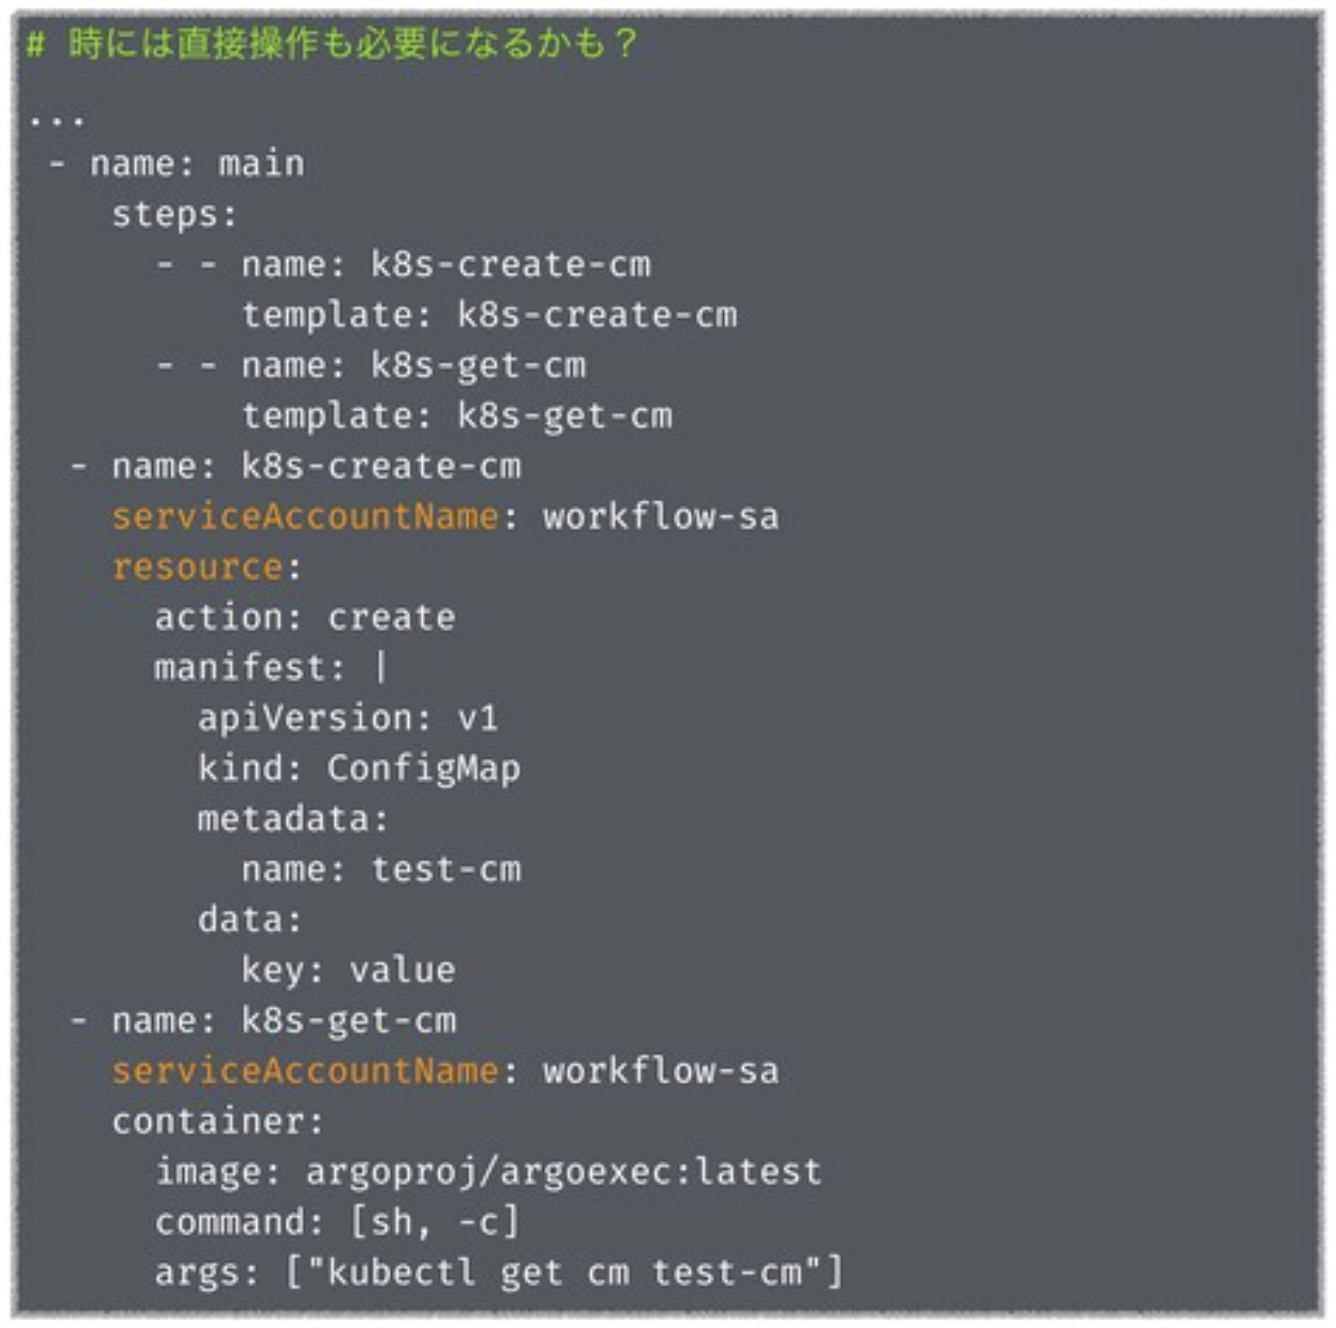 # 時には直接操作も必要になるかも？
...
 - name: main
    steps:
      - - name: k8s-create-cm
          template: k8s-create-cm
      - - name: k8s-get-cm
          template: k8s-get-cm
  - name: k8s-create-cm
    serviceAccountName: workflow-sa
    resource:
      action: create
      manifest: |
        apiVersion: v1
        kind: ConfigMap
        metadata:
          name: test-cm
        data:
          key: value
  - name: k8s-get-cm
    serviceAccountName: workflow-sa
    container:
      image: argoproj/argoexec:latest
      command: [sh, -c]
      args: ["kubectl get cm test-cm"]